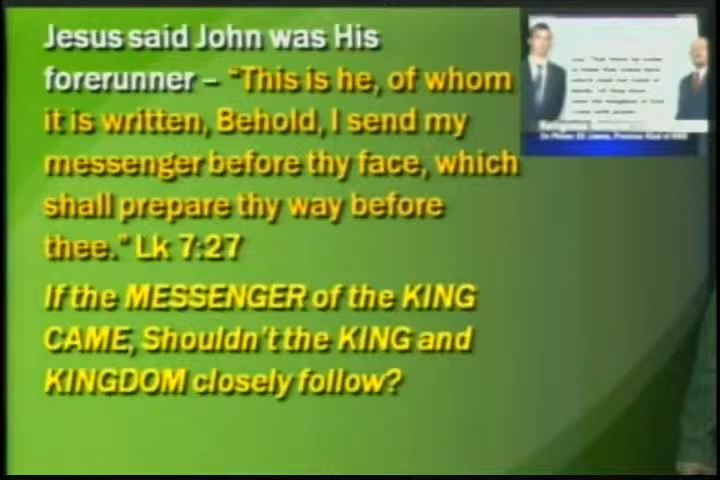 Jesus said John was His
forerunner – “This is he, of whom
it is written, Behold, I send my
messenger before thy face, which
shall prepare thy way before
thee.” Lk 7:27
If the MESSENGER of the KING
CAME, Shouldn’t the KING and
KINGDOM closely follow?